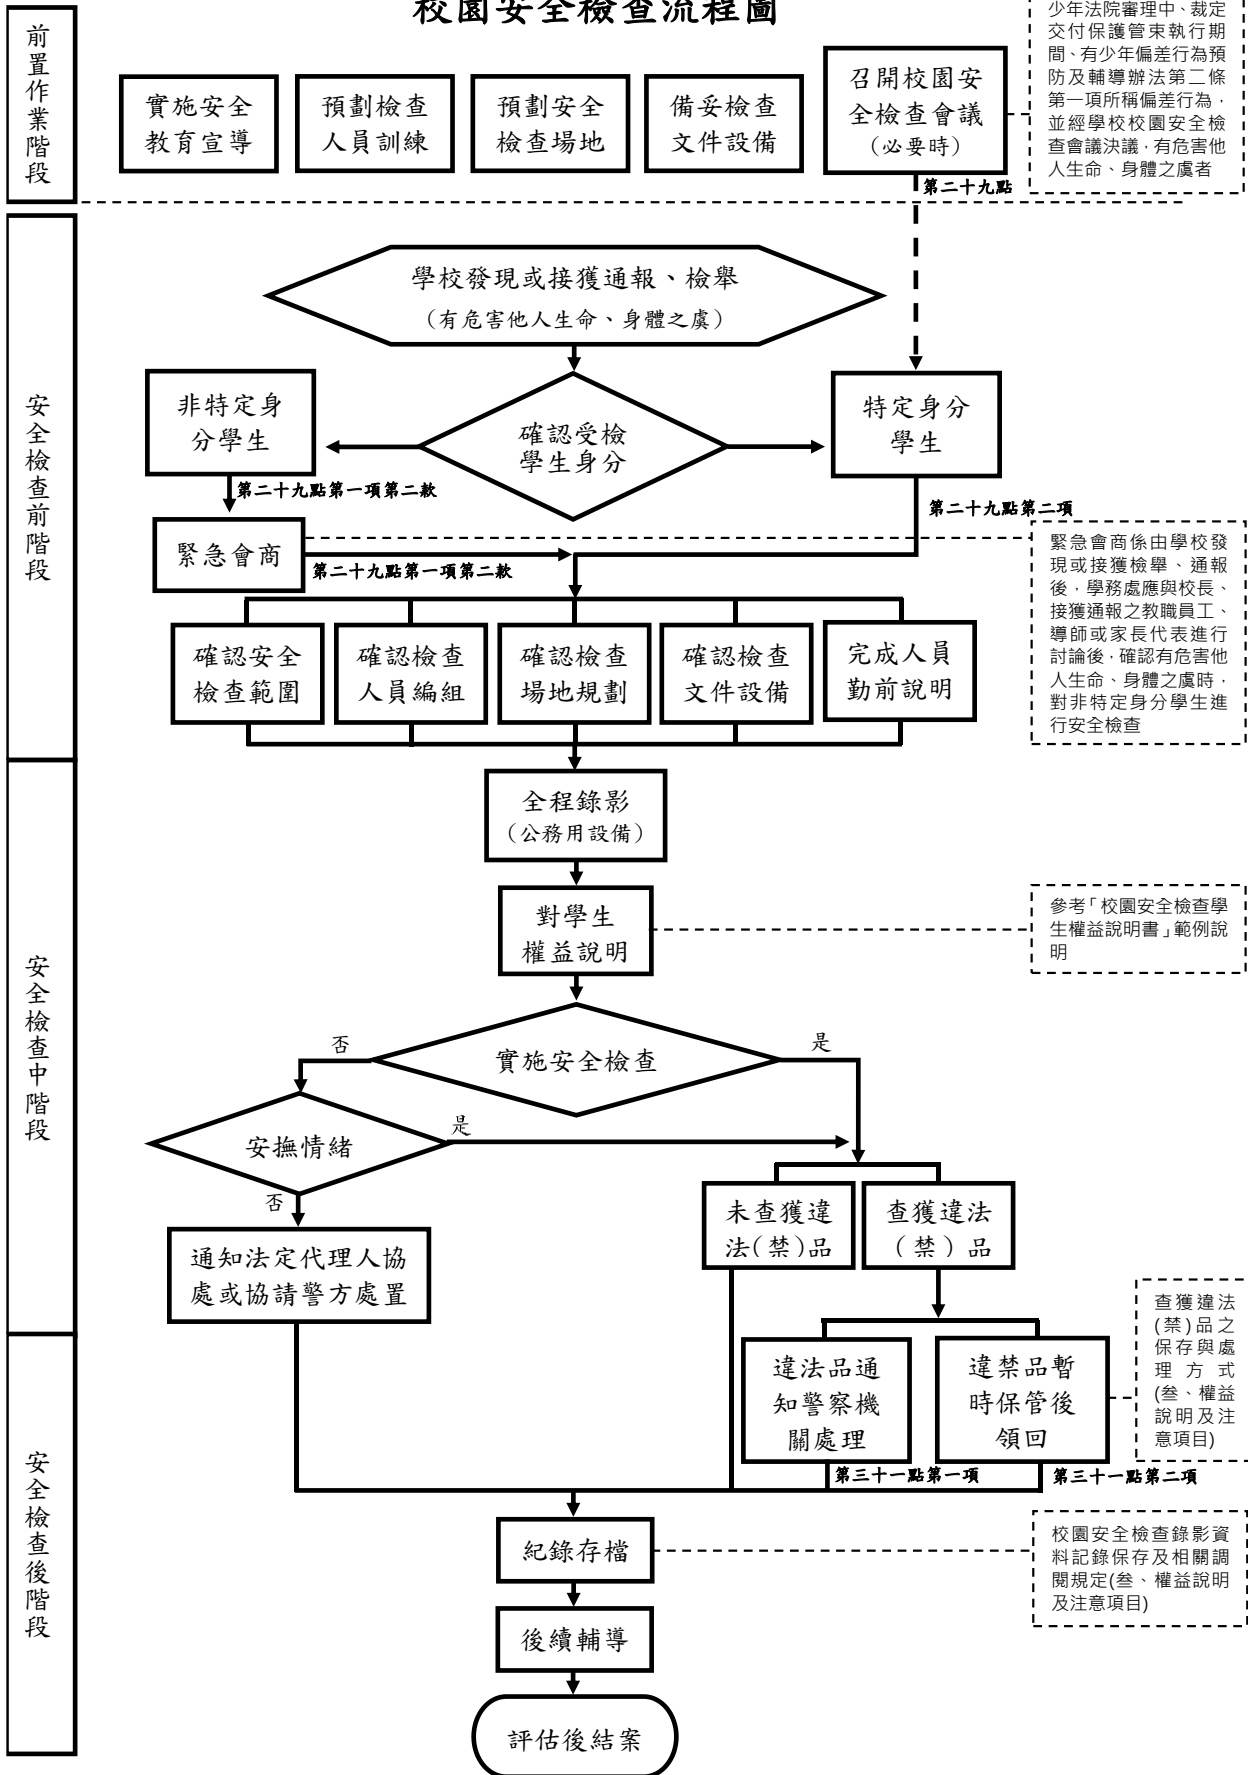 校園安全檢查流程圖
前置作業階段
實施安全
教育宣導
預劃檢查
人員訓練
預劃安全
檢查場地
備妥檢查
文件設備
召開校園安
全檢查會議
(必要時)
少年法院審理中、裁定
交付保護管束執行期
間、有少年偏差行為預
防及輔導辦法第二條
第一項所稱偏差行為，
並經學校校園安全檢
查會議決議，有危害他
人生命、身體之虞者
第二十九點
安全檢查前階段
學校發現或接獲通報、檢舉
(有危害他人生命、身體之虞)
非特定身
分學生
確認受檢
學生身分
特定身分
學生
第二十九點第一項第二款
第二十九點第二項
緊急會商
第二十九點第一項第二款
緊急會商係由學校發
現或接獲檢舉、通報
後，學務處應與校長、
接獲通報之教職員工、
導師或家長代表進行
討論後，確認有危害他
人生命、身體之虞時，
對非特定身分學生進
行安全檢查
確認安全
檢查範圍
確認檢查
人員編組
確認檢查
場地規劃
確認檢查
文件設備
完成人員
勤前說明
安全檢查中階段
全程錄影
(公務用設備)
對學生
權益說明
參考「校園安全檢查學
生權益說明書」範例說
明
實施安全檢查
否
是
安撫情緒
是
否
通知法定代理人協
處或協請警方處置
未查獲違
法(禁)品
查獲違法
(禁)品
安全檢查後階段
違法品通
知警察機
關處理
違禁品暫
時保管後
領回
查獲違法
(禁)品之
保存與處
理方式
(叁、權益
說明及注
意項目)
第三十一點第一項
第三十一點第二項
紀錄存檔
校園安全檢查錄影資
料記錄保存及相關調
閱規定(叁、權益說明
及注意項目)
後續輔導
評估後結案